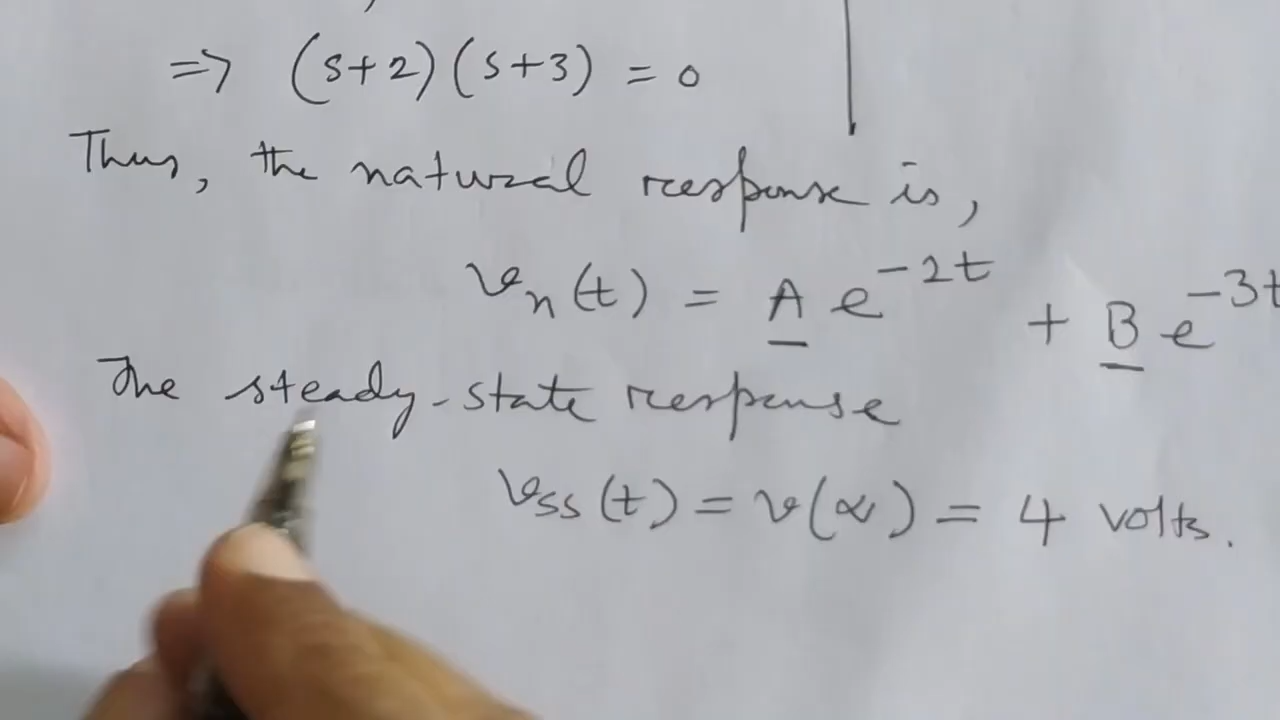 => (s+2)(s+3) = 0
Thus, the natural response is,
vn(t) = A e^-2t + B e^-3t
The steady-state response
vss(t) = v(∝) = 4 volts.